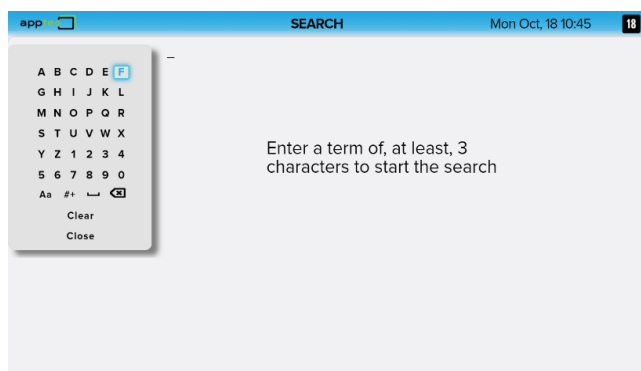 SEARCH
Mon Oct, 18 10:45
18
A B C D E F
G H I J K L
M N O P Q R
S T U V W X
Y Z 1 2 3 4
5 6 7 8 9 0
Aa #+
Clear
Close
_
Enter a term of, at least, 3
characters to start the search